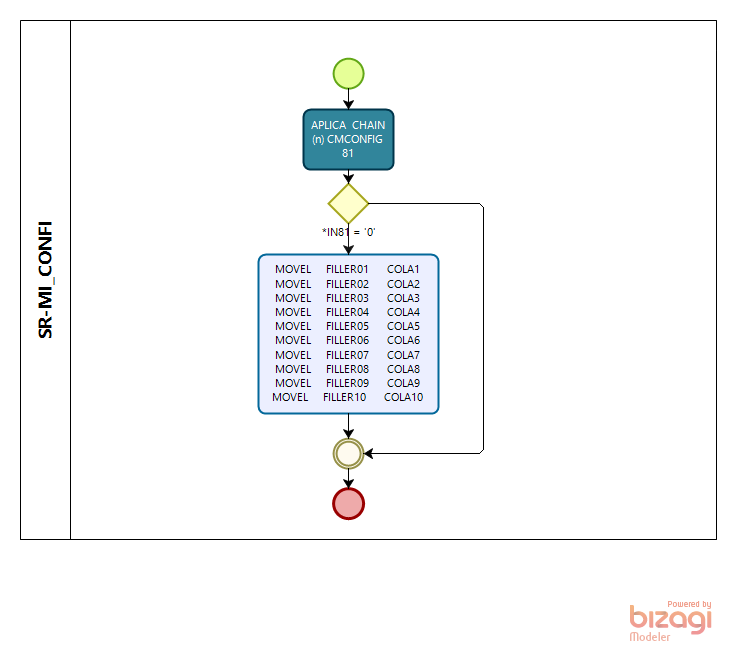 SR-MI_CONFI
APLICA CHAIN
(n) CMCONFIG
81
*IN81 = '0'
MOVEL FILLER01 COLA1
MOVEL FILLER02 COLA2
MOVEL FILLER03 COLA3
MOVEL FILLER04 COLA4
MOVEL FILLER05 COLA5
MOVEL FILLER06 COLA6
MOVEL FILLER07 COLA7
MOVEL FILLER08 COLA8
MOVEL FILLER09 COLA9
MOVEL FILLER10 COLA10
Powered by
bizagi
Modeler